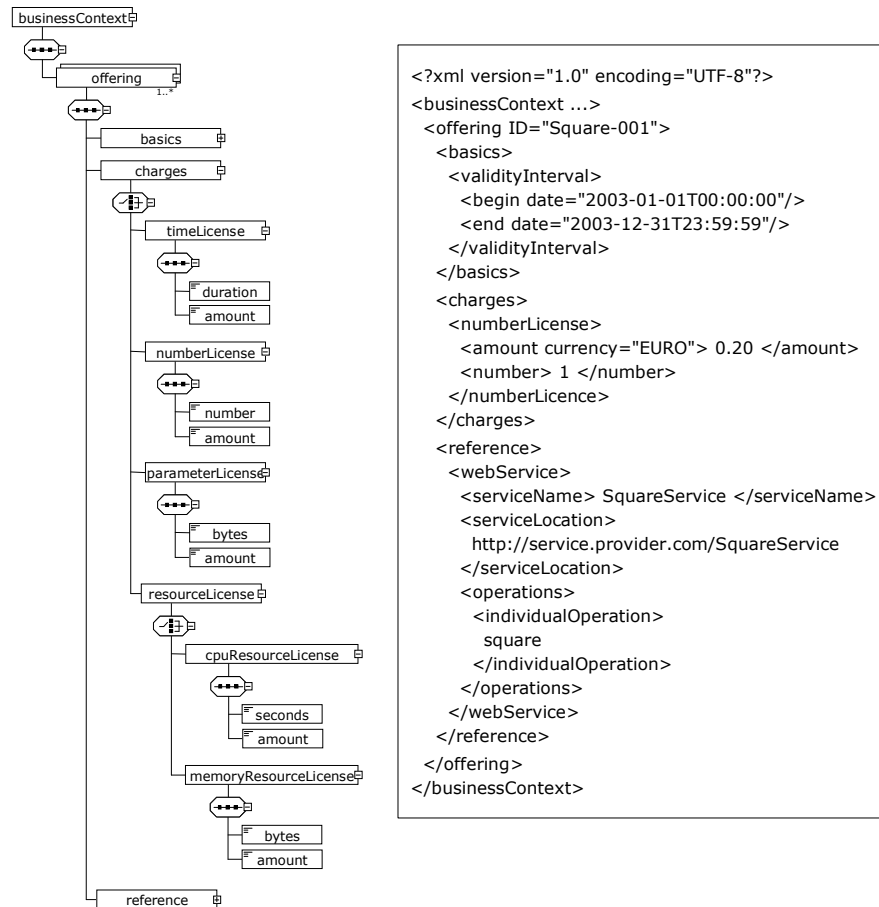 businessContext
offering
1..*
basics
charges
timeLicense
duration
amount
numberLicense
number
amount
parameterLicense
bytes
amount
resourceLicense
cpuResourceLicense
seconds
amount
memoryResourceLicense
bytes
amount
reference
<?xml version="1.0" encoding="UTF-8"?>
<businessContext ...>
<offering ID="Square-001">
<basics>
<validityInterval>
<begin date="2003-01-01T00:00:00"/>
<end date="2003-12-31T23:59:59"/>
</validityInterval>
</basics>
<charges>
<numberLicense>
<amount currency="EURO"> 0.20 </amount>
<number> 1 </number>
</numberLicence>
</charges>
<reference>
<webService>
<serviceName> SquareService </serviceName>
<serviceLocation>
http://service.provider.com/SquareService
</serviceLocation>
<operations>
<individualOperation>
square
</individualOperation>
</operations>
</webService>
</reference>
</offering>
</businessContext>